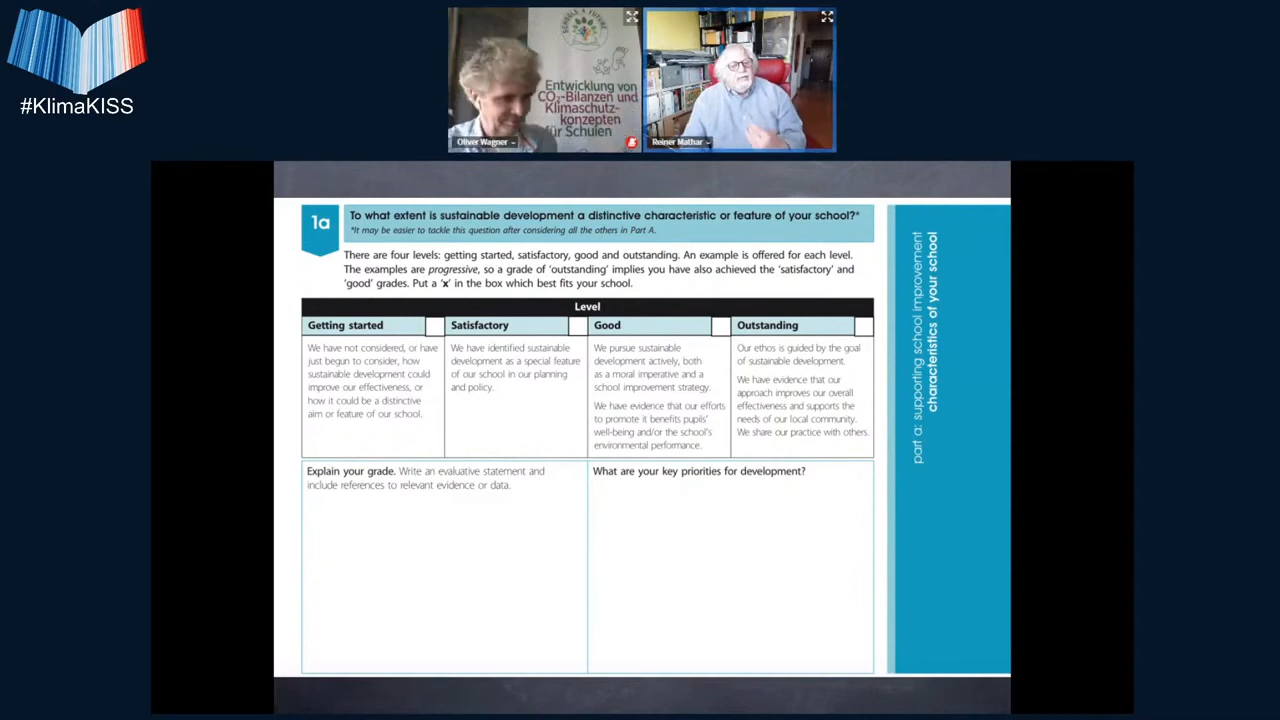 #KlimaKISS
SCHOOLS 4 FUTURE
Entwicklung von
CO₂-Bilanzen und
Klimaschutz-
konzepten
für Schulen
Oliver Wagner
Reiner Mathar
1a
To what extent is sustainable development a distinctive characteristic or feature of your school?*
*It may be easier to tackle this question after considering all the others in Part A.
There are four levels: getting started, satisfactory, good and outstanding. An example is offered for each level.
The examples are progressive, so a grade of ‘outstanding’ implies you have also achieved the ‘satisfactory’ and
‘good’ grades. Put a ‘x’ in the box which best fits your school.
Level
Getting started
We have not considered, or have
just begun to consider, how
sustainable development could
improve our effectiveness, or
how it could be a distinctive
aim or feature of our school.
Satisfactory
We have identified sustainable
development as a special feature
of our school in our planning
and policy.
Good
We pursue sustainable
development actively, both
as a moral imperative and a
school improvement strategy.
We have evidence that our efforts
to promote it benefits pupils’
well-being and/or the school’s
environmental performance.
Outstanding
Our ethos is guided by the goal
of sustainable development.
We have evidence that our
approach improves our overall
effectiveness and supports the
needs of our local community.
We share our practice with others.
Explain your grade. Write an evaluative statement and
include references to relevant evidence or data.
What are your key priorities for development?
part a: supporting school improvement
characteristics of your school